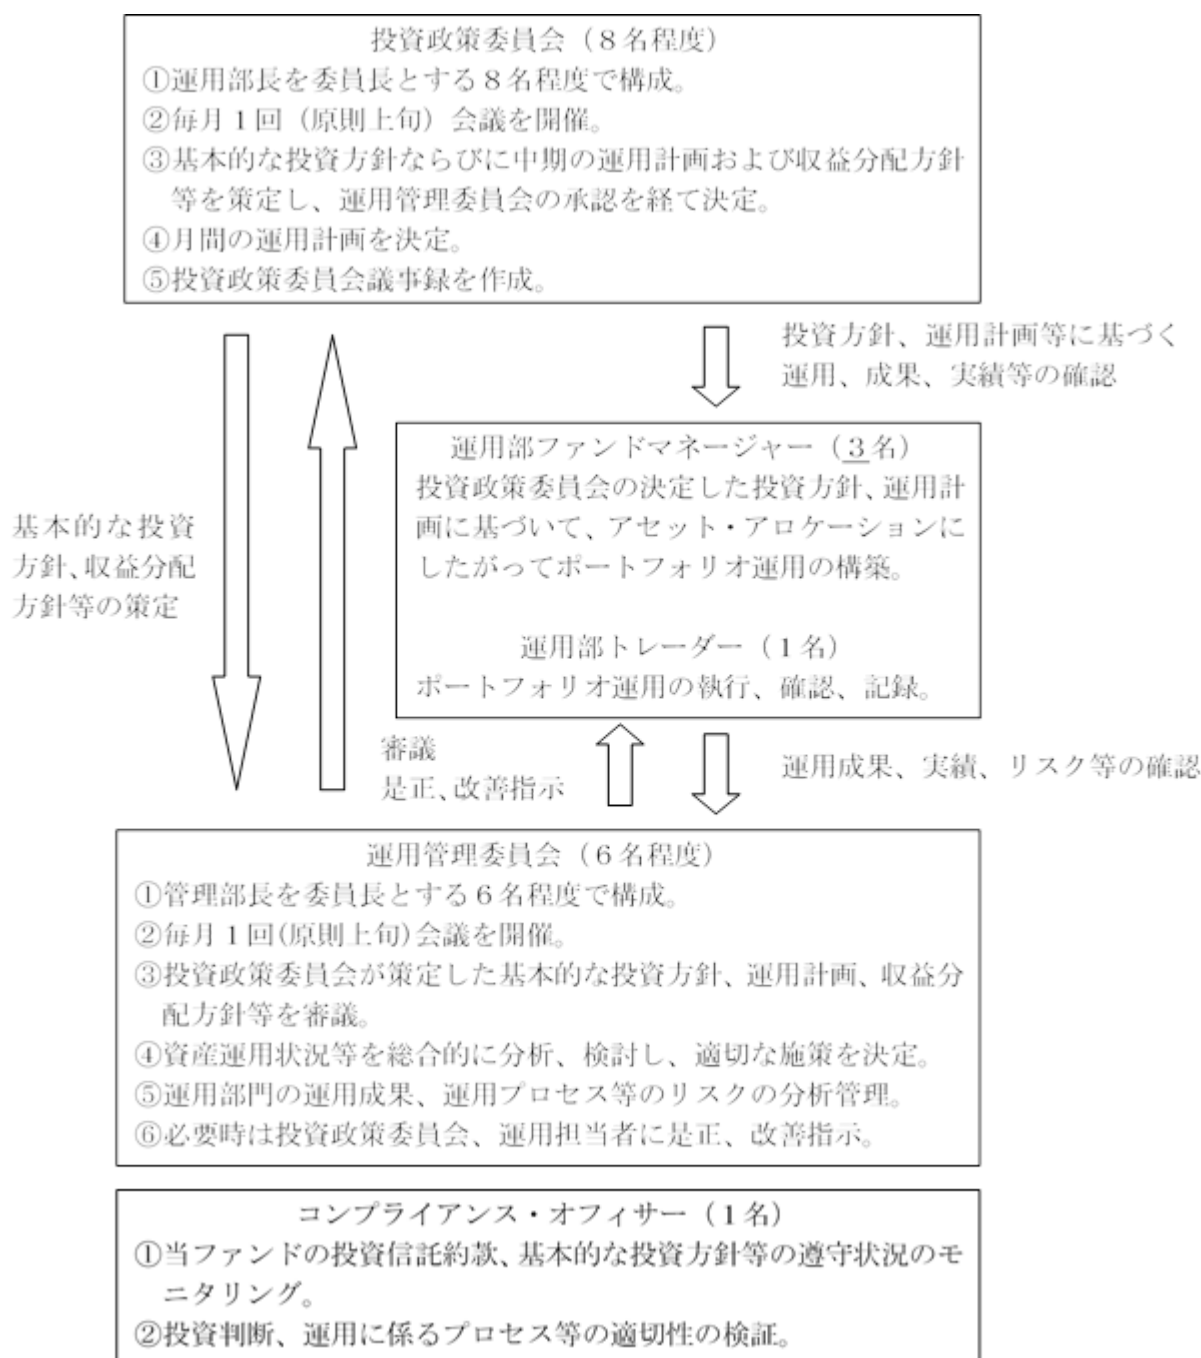 投資政策委員会（８名程度）
①運用部長を委員長とする８名程度で構成。
②毎月１回（原則上旬）会議を開催。
③基本的な投資方針ならびに中期の運用計画および収益分配方針
等を策定し、運用管理委員会の承認を経て決定。
④月間の運用計画を決定。
⑤投資政策委員会議事録を作成。
投資方針、運用計画等に基づく
運用、成果、実績等の確認
運用部ファンドマネージャー（３名）
投資政策委員会の決定した投資方針、運用計
画に基づいて、アセット・アロケーションに
したがってポートフォリオ運用の構築。
運用部トレーダー（１名）
ポートフォリオ運用の執行、確認、記録。
基本的な投資
方針、収益分配
方針等の策定
審議
是正、改善指示
運用成果、実績、リスク等の確認
運用管理委員会（６名程度）
①管理部長を委員長とする６名程度で構成。
②毎月１回(原則上旬)会議を開催。
③投資政策委員会が策定した基本的な投資方針、運用計画、収益分
配方針等を審議。
④資産運用状況等を総合的に分析、検討し、適切な施策を決定。
⑤運用部門の運用成果、運用プロセス等のリスクの分析管理。
⑥必要時は投資政策委員会、運用担当者に是正、改善指示。
コンプライアンス・オフィサー（１名）
①当ファンドの投資信託約款、基本的な投資方針等の遵守状況のモ
ニタリング。
②投資判断、運用に係るプロセス等の適切性の検証。